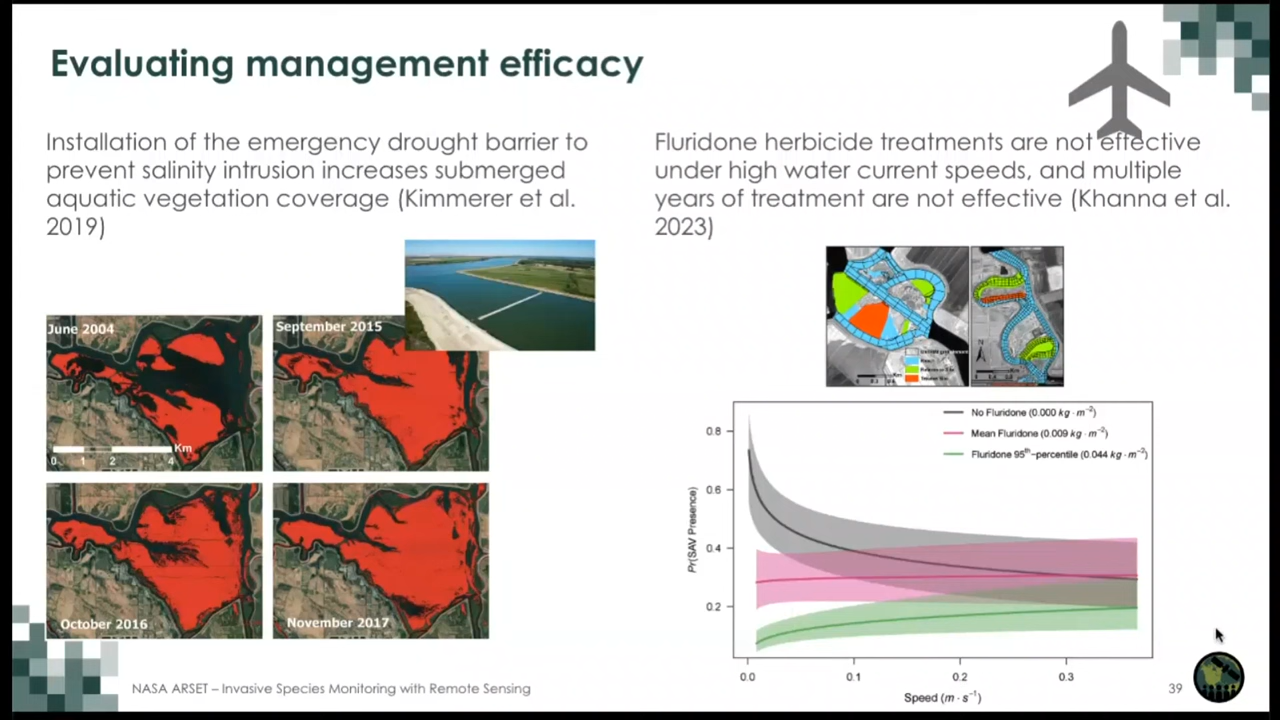 Evaluating management efficacy
Installation of the emergency drought barrier to
prevent salinity intrusion increases submerged
aquatic vegetation coverage (Kimmerer et al.
2019)
June 2004
September 2015
Km
0 1 2 4
October 2016
November 2017
Fluridone herbicide treatments are not effective
under high water current speeds, and multiple
years of treatment are not effective (Khanna et al.
2023)
N
No Fluridone (0.000 kg · m⁻²)
Mean Fluridone (0.009 kg · m⁻²)
Fluridone 95th−percentile (0.044 kg · m⁻²)
Pr(SAV Presence)
0.8
0.6
0.4
0.2
0.0 0.1 0.2 0.3
Speed (m · s⁻¹)
NASA ARSET – Invasive Species Monitoring with Remote Sensing
39